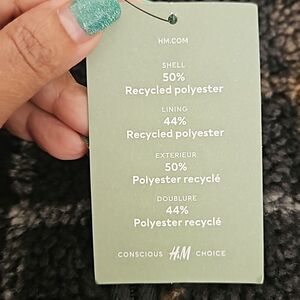 HM.COM
SHELL
50%
Recycled polyester
LINING
44%
Recycled polyester
EXTERIEUR
50%
Polyester recyclé
DOUBLURE
44%
Polyester recyclé
CONSCIOUS H&M CHOICE